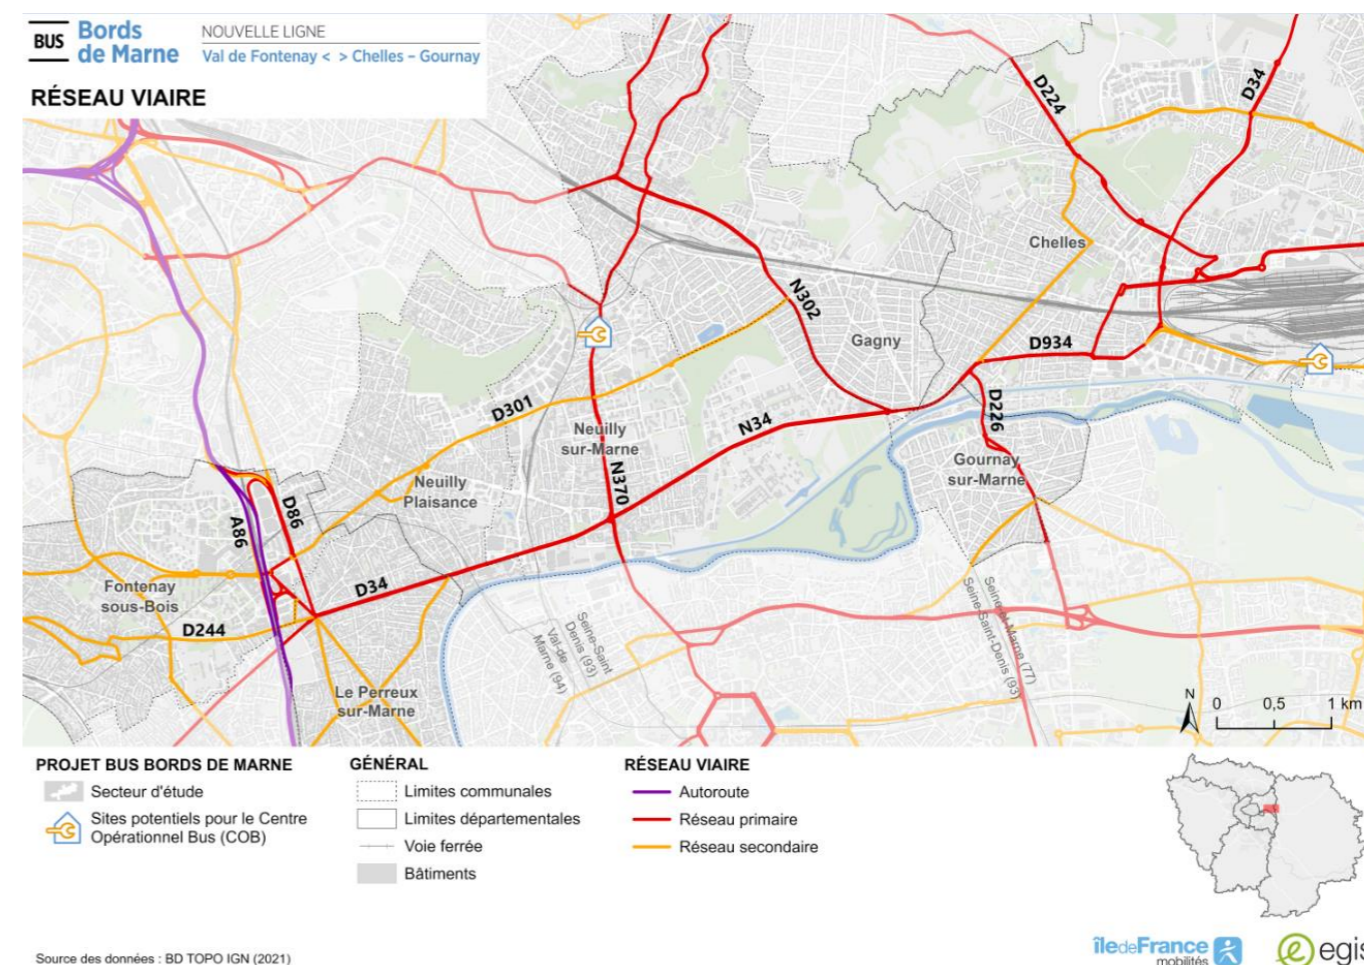 BUS
Bords
de Marne
NOUVELLE LIGNE
Val de Fontenay < > Chelles – Gournay
RÉSEAU VIAIRE
D224
D34
Chelles
N302
Gagny
D934
D301
N34
D226
Neuilly
sur-Marne
Gournay
sur-Marne
Neuilly
Plaisance
N370
A86
D86
D34
Fontenay
sous-Bois
D244
Le Perreux
sur-Marne
Val-de
Marne (94)
Seine-Saint
Denis (93)
Seine-et-Marne (77)
Seine-Saint-Denis (93)
N
0 0,5 1 km
PROJET BUS BORDS DE MARNE
Secteur d'étude
Sites potentiels pour le Centre
Opérationnel Bus (COB)
GÉNÉRAL
Limites communales
Limites départementales
Voie ferrée
Bâtiments
RÉSEAU VIAIRE
Autoroute
Réseau primaire
Réseau secondaire
Source des données : BD TOPO IGN (2021)
îledeFrance
mobilités
egis